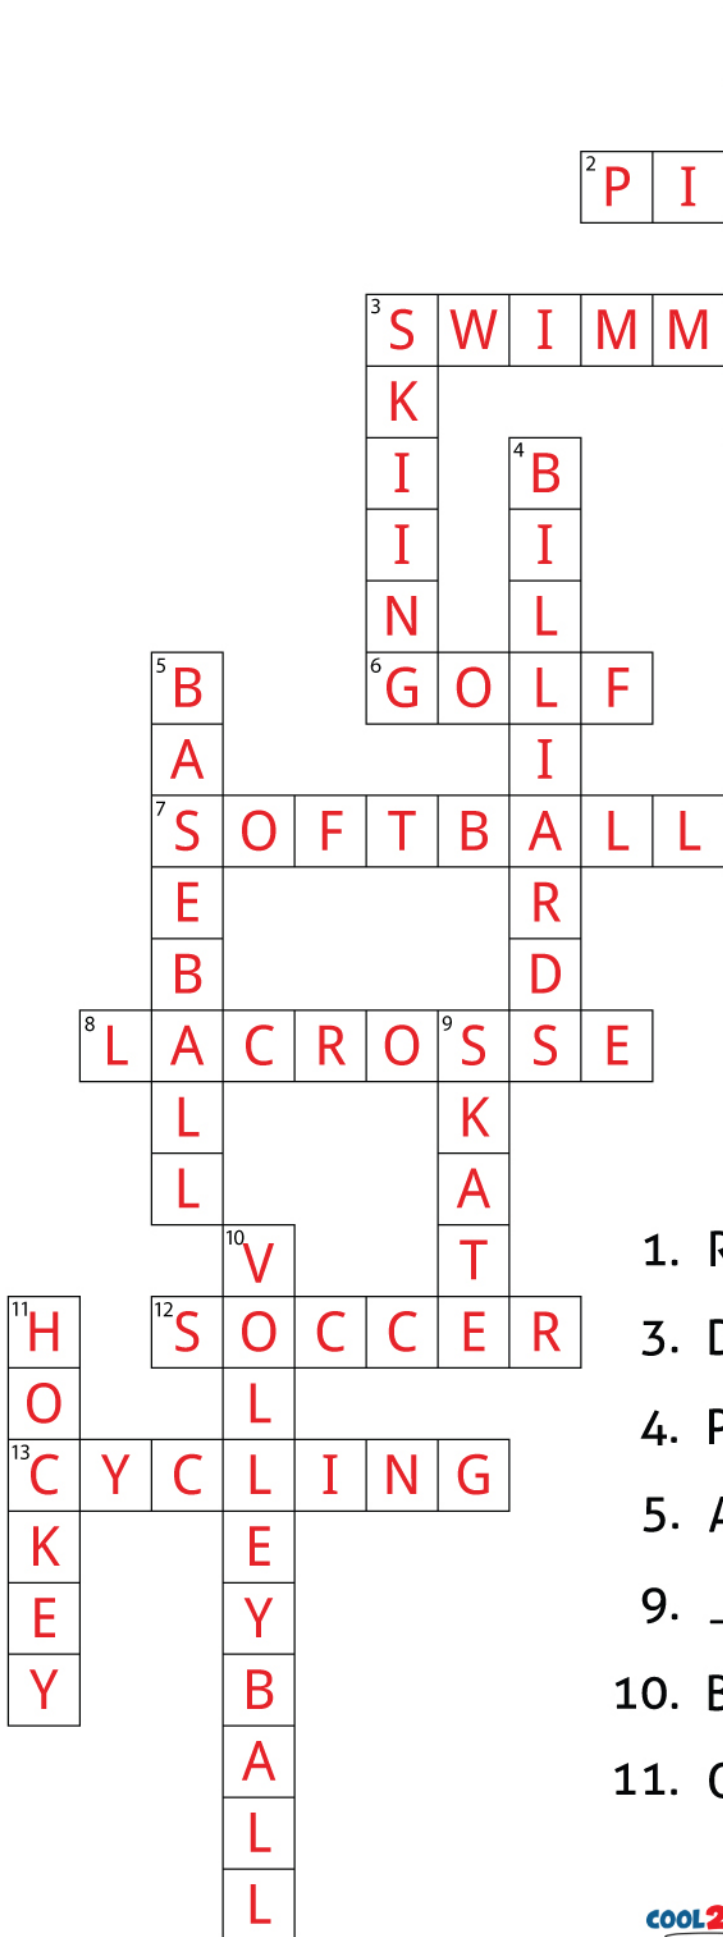 2 P I
3 S W I M M
K
I 4 B
I I
N L
5 B 6 G O L F
A I
7 S O F T B A L L
E R
B D
8 L A C R O 9 S S E
L K
L A
10 V T
1.
11 H 12 S O C C E R
3.
O L
4.
13 C Y C L I N G
5.
K E
E Y
9.
Y B
10. B
A
11.
L
L
COOL2